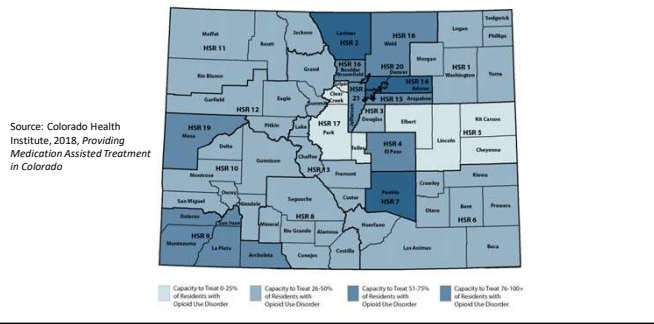 Source: Colorado Health
Institute, 2018, Providing
Medication Assisted Treatment
in Colorado
Moffat
HSR 11
Routt
Jackson
Larimer
HSR 2
HSR 18
Weld
Logan
Sedgwick
Phillips
Morgan
HSR 1
Washington
Yuma
Rio Blanco
Grand
HSR 16
Boulder
Broomfield
HSR 20
Denver
HSR 14
Adams
HSR 15
Arapahoe
Garfield
HSR 12
Eagle
Summit
Gilpin
Clear
Creek
HSR
21
Jefferson
HSR 3
Douglas
Elbert
Kit Carson
HSR 5
Cheyenne
Lincoln
HSR 19
Mesa
Pitkin
Lake
HSR 17
Park
Teller
HSR 4
El Paso
Delta
HSR 10
Gunnison
Chaffee
HSR 13
Fremont
Montrose
Ouray
San Miguel
Hinsdale
Saguache
HSR 8
Custer
Pueblo
HSR 7
Crowley
Kiowa
Otero
Bent
HSR 6
Prowers
Dolores
San Juan
HSR 9
Montezuma
La Plata
Archuleta
Mineral
Rio Grande
Alamosa
Conejos
Costilla
Huerfano
Las Animas
Baca
Capacity to Treat 0-25%
of Residents with
Opioid Use Disorder
Capacity to Treat 26-50%
of Residents with
Opioid Use Disorder
Capacity to Treat 51-75%
of Residents with
Opioid Use Disorder
Capacity to Treat 76-100+
of Residents with
Opioid Use Disorder